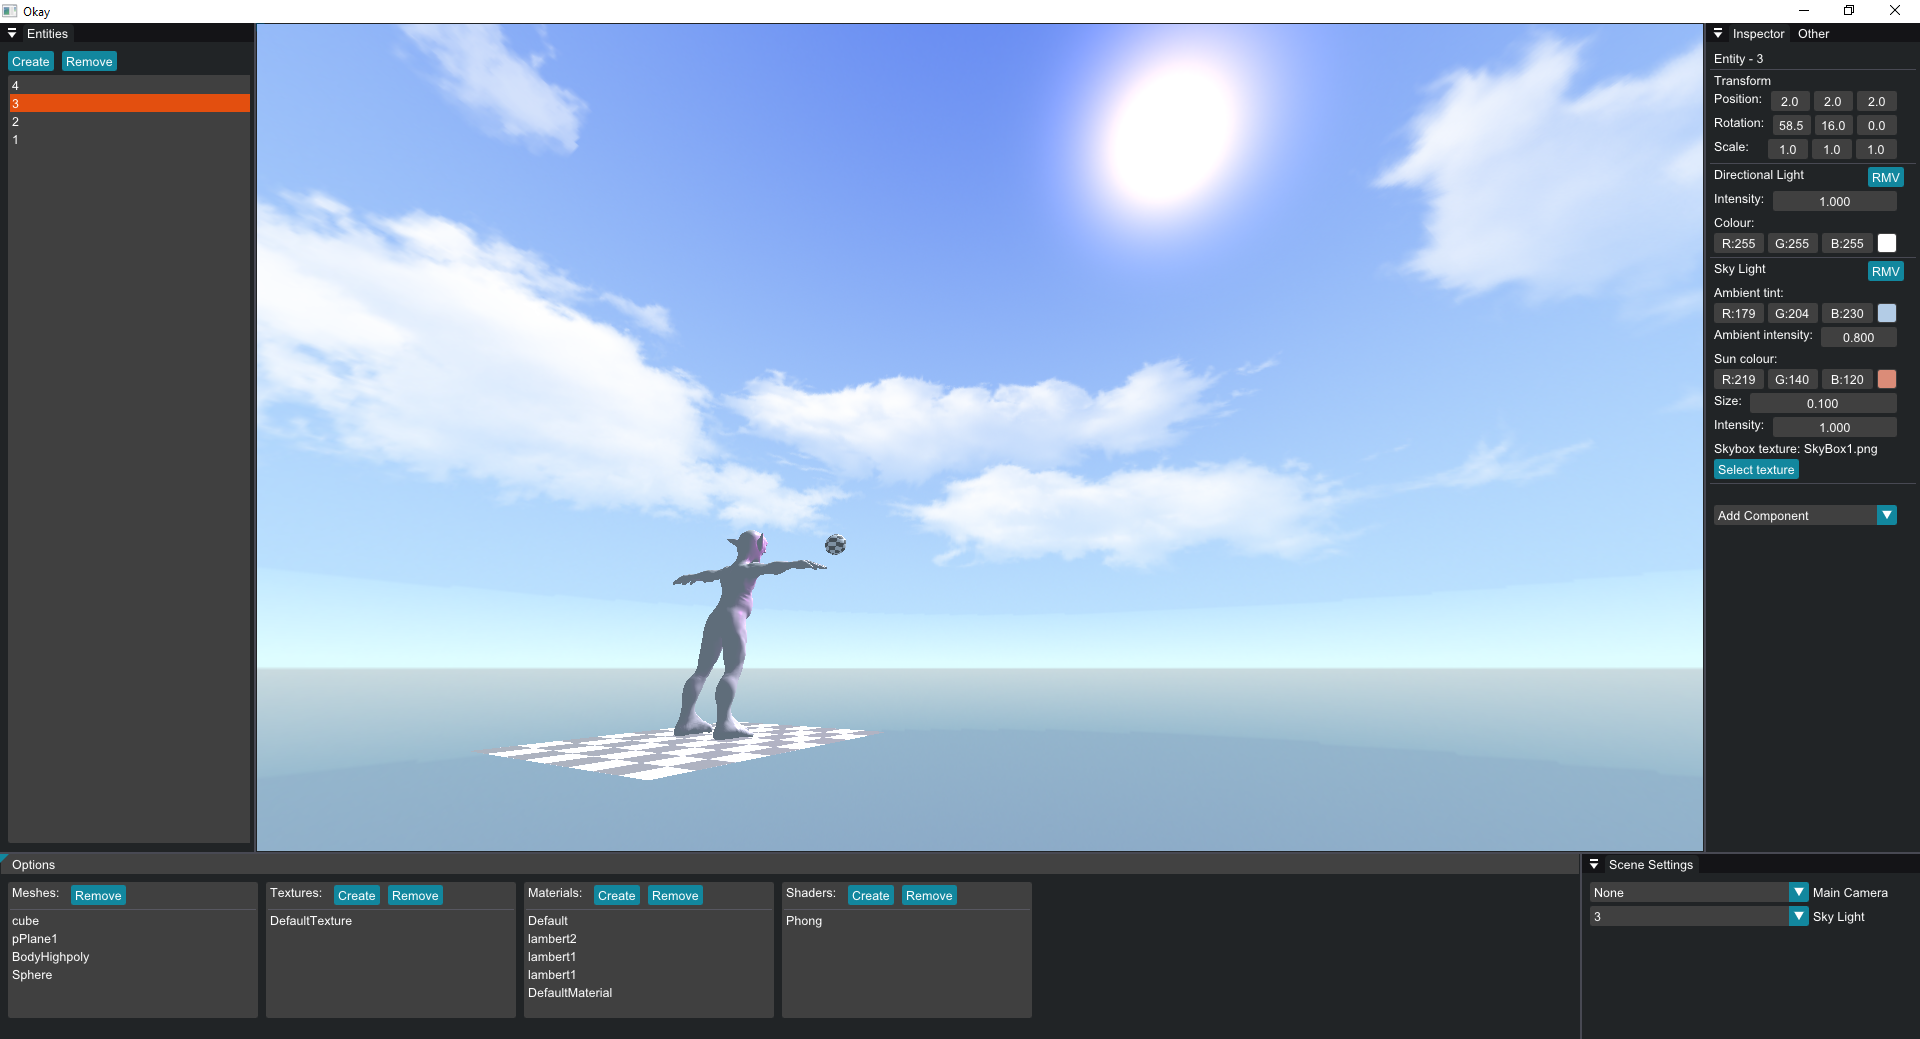 Okay
Entities
Create Remove
4
3
2
1
Inspector Other
Entity - 3
Transform
Position: 2.0 2.0 2.0
Rotation: 58.5 16.0 0.0
Scale: 1.0 1.0 1.0
Directional Light RMV
Intensity: 1.000
Colour:
R:255 G:255 B:255
Sky Light RMV
Ambient tint:
R:179 G:204 B:230
Ambient intensity: 0.800
Sun colour:
R:219 G:140 B:120
Size: 0.100
Intensity: 1.000
Skybox texture: SkyBox1.png
Select texture
Add Component
Options
Meshes: Remove
cube
pPlane1
BodyHighpoly
Sphere
Textures: Create Remove
DefaultTexture
Materials: Create Remove
Default
lambert2
lambert1
lambert1
DefaultMaterial
Shaders: Create Remove
Phong
Scene Settings
None Main Camera
3 Sky Light